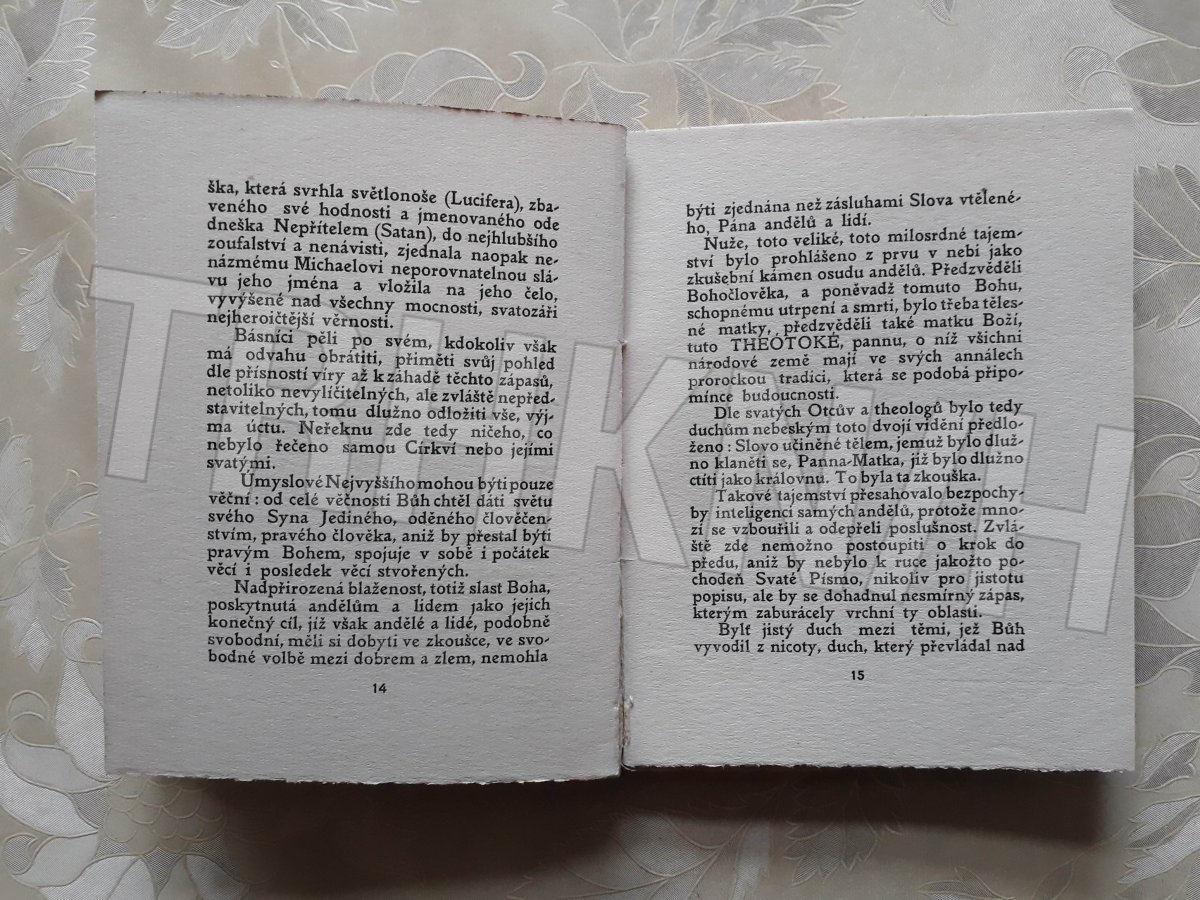 ška, která svrhla světlonoše (Lucifera), zba-
veného své hodnosti a jmenovaného ode
dneška Nepřítelem (Satan), do nejhlubšího
zoufalství a nenávisti, zjednala naopak ne-
názmému Michaelovi neporovnatelnou slá-
vu jeho jména a vložila na jeho čelo,
vyvýšené nad všechny mocnosti, svatozáři
nejheroičtější věrnosti.
Básníci pěli po svém, kdokoliv však
má odvahu obrátiti, přiměti svůj pohled
dle přísností víry až k záhadě těchto zápasů,
netoliko nevylíčitelných, ale zvláště nepřed-
stavitelných, tomu dlužno odložiti vše, výj-
ma úctu. Neřeknu zde tedy ničeho, co
nebylo řečeno samou Církví nebo jejími
svatými.
Úmyslové Nejvyššího mohou býti pouze
věční: od celé věčnosti Bůh chtěl dáti světu
svého Syna Jediného, oděného člověčen-
stvím, pravého člověka, aniž by přestal býti
pravým Bohem, spojuje v sobě i počátek
věcí i posledek věcí stvořených.
Nadpřirozená blaženost, totiž slast Boha,
poskytnutá andělům a lidem jako jejich
konečný cíl, jíž však andělé a lidé, podobně
svobodní, měli si dobyti ve zkoušce, ve svo-
bodné volbě mezi dobrem a zlem, nemohla
14
býti zjednána než zásluhami Slova vtělené-
ho, Pána andělů a lidí.
Nuže, toto veliké, toto milosrdné tajem-
ství bylo prohlášeno z prvu v nebi jako
zkušební kámen osudu andělů. Předzvěděli
Bohočlověka, a poněvadž tomuto Bohu,
schopnému utrpení a smrti, bylo třeba těles-
né matky, předzvěděli také matku Boží,
tuto THEOTOKE, pannu, o níž všichni
národové země mají ve svých annálech
prorockou tradici, která se podobá připo-
mínce budoucnosti.
Dle svatých Otcův a theologů bylo tedy
duchům nebeským toto dvojí vidění předlo-
ženo: Slovo učiněné tělem, jemuž bylo dluž-
no klaněti se, Panna-Matka, již bylo dlužno
ctíti jako královnu. To byla ta zkouška.
Takové tajemství přesahovalo bezpochy-
by inteligenci samých andělů, protože mno-
zí se vzbouřili a odepřeli poslušnost. Zvlá-
ště zde nemožno postoupiti o krok do
předu, aniž by nebylo k ruce jakožto po-
chodeň Svaté Písmo, nikoliv pro jistotu
popisu, ale by se dohadnul nesmírný zápas,
kterým zaburácely vrchní ty oblasti.
Bylť jistý duch mezi těmi, jež Bůh
vyvodil z nicoty, duch, který převládal nad
15